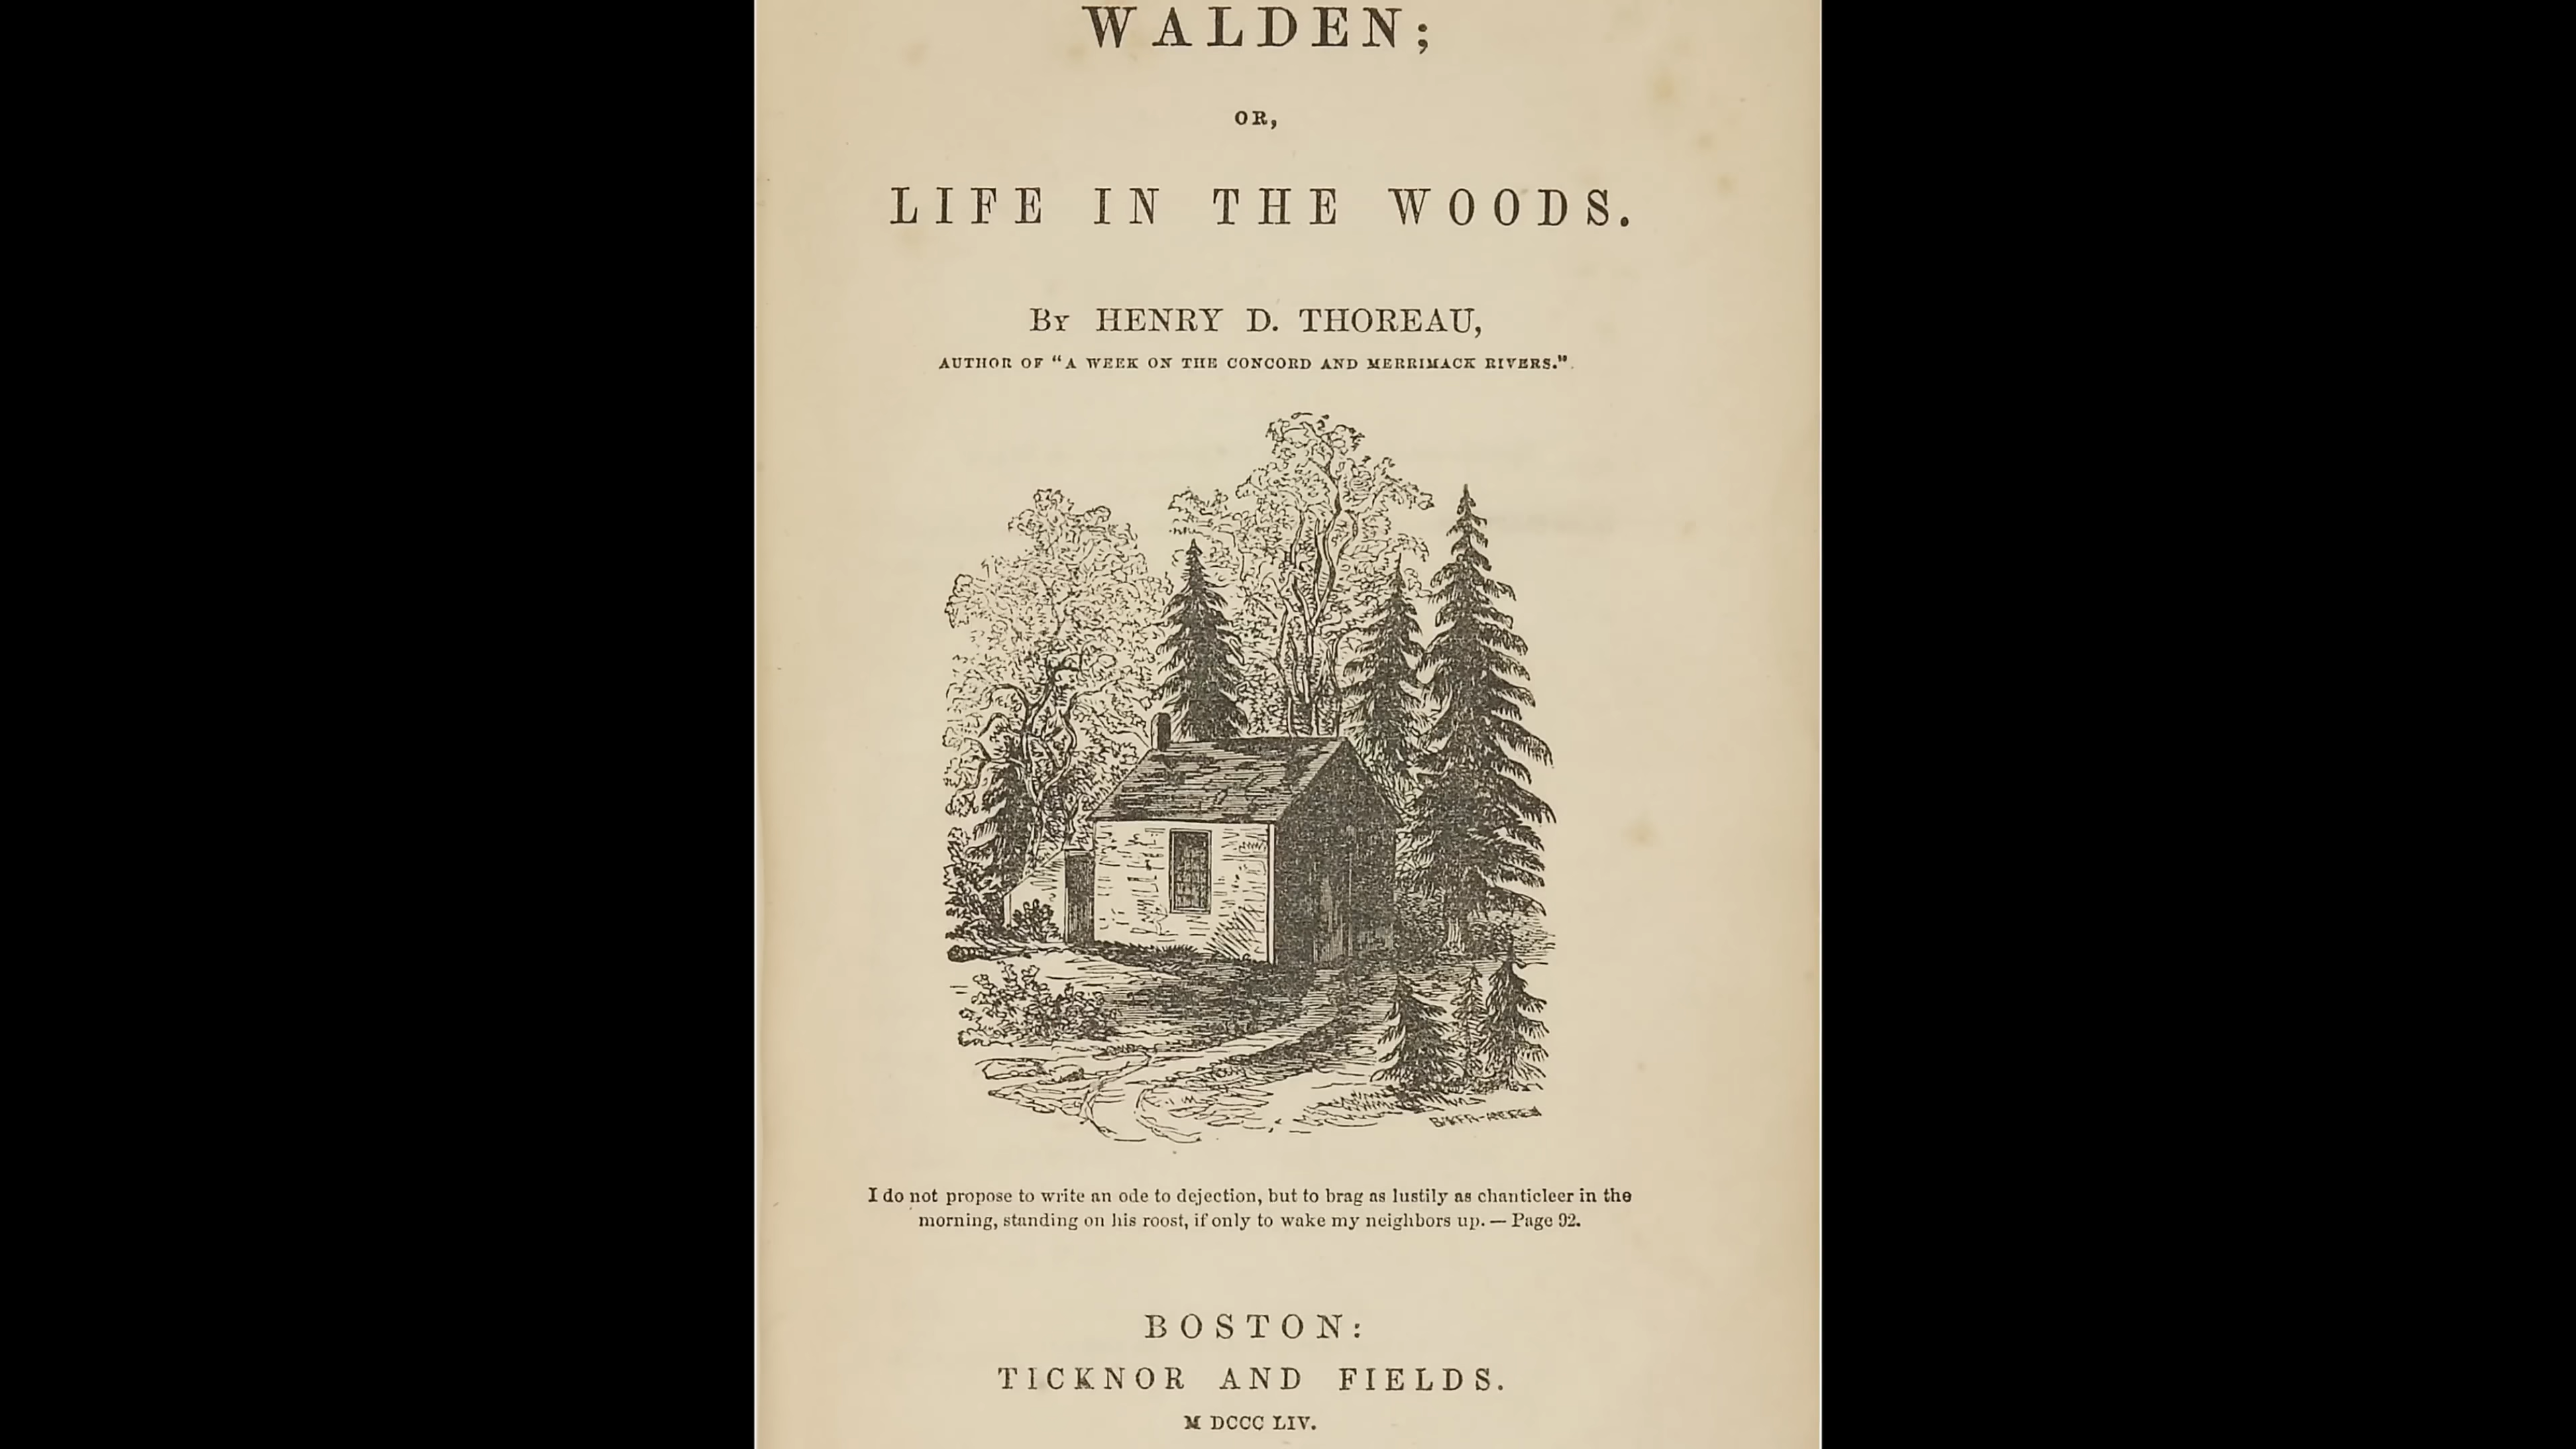 WALDEN;
OR,
LIFE IN THE WOODS.
BY HENRY D. THOREAU,
AUTHOR OF "A WEEK ON THE CONCORD AND MERRIMACK RIVERS."
I do not propose to write an ode to dejection, but to brag as lustily as chanticleer in the
morning, standing on his roost, if only to wake my neighbors up. — Page 92.
BOSTON:
TICKNOR AND FIELDS.
M DCCC LIV.